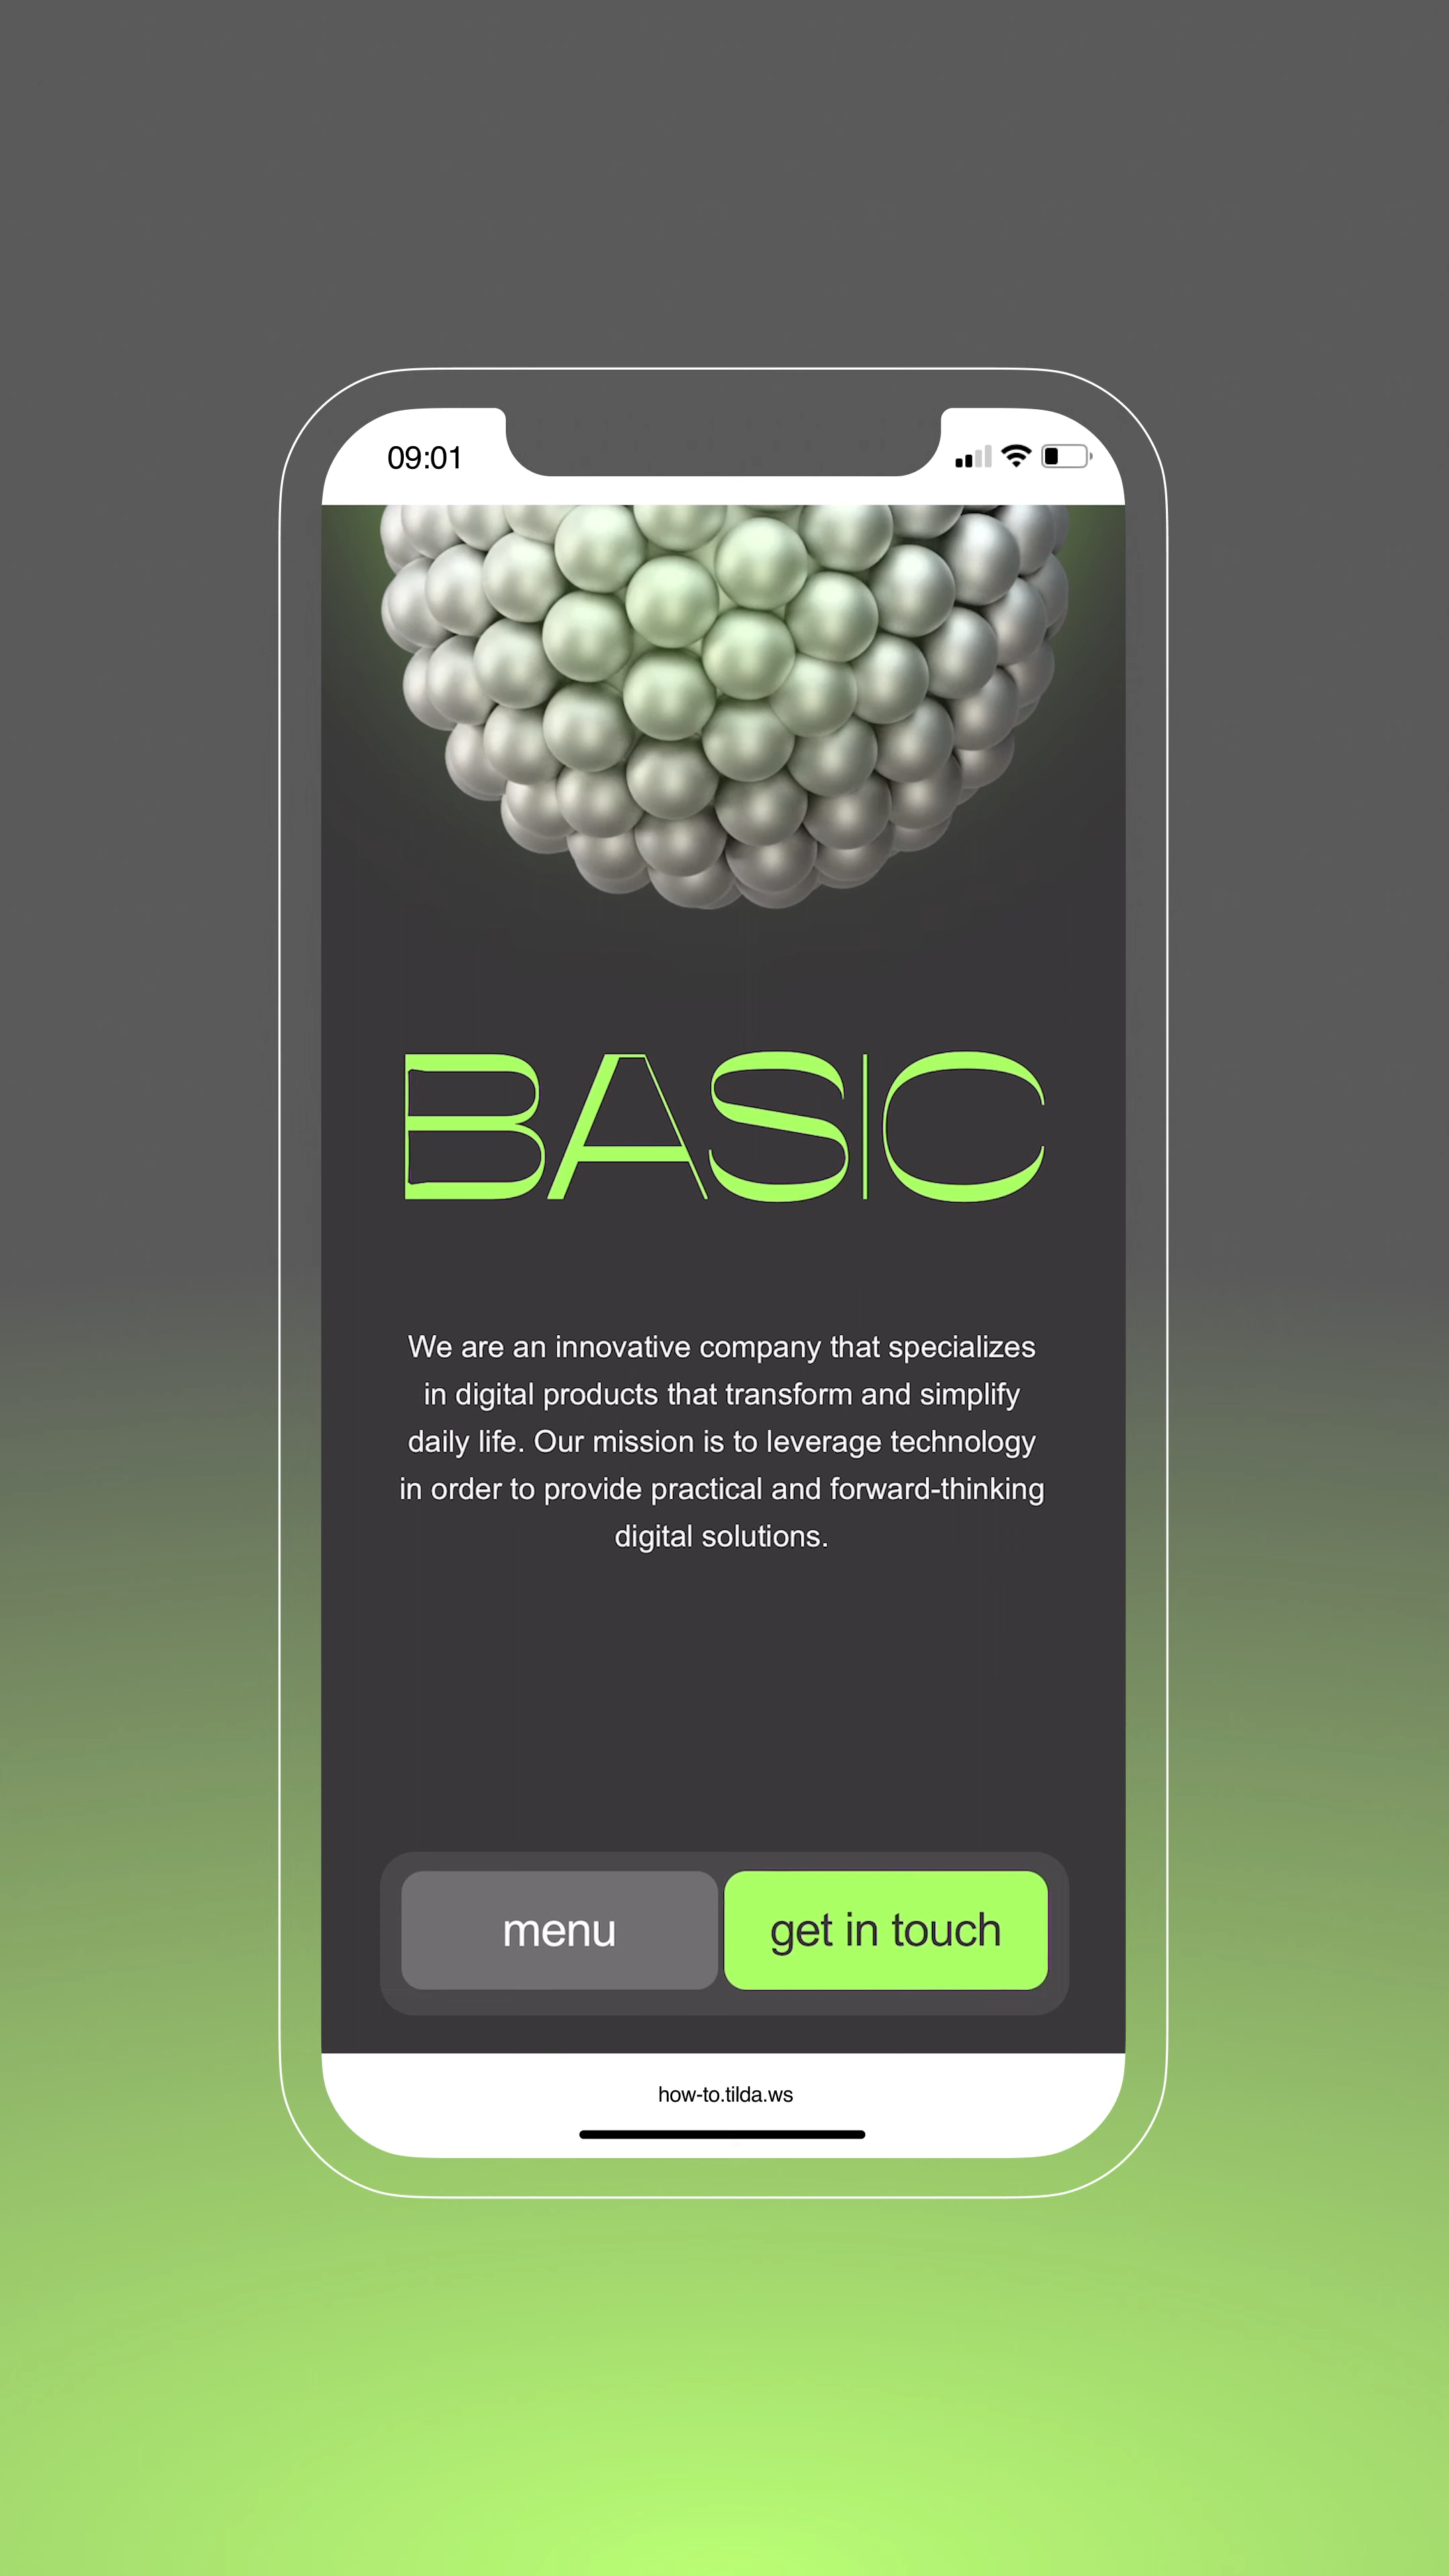 09:01
BASIC
We are an innovative company that specializes
in digital products that transform and simplify
daily life. Our mission is to leverage technology
in order to provide practical and forward-thinking
digital solutions.
menu
get in touch
how-to.tilda.ws